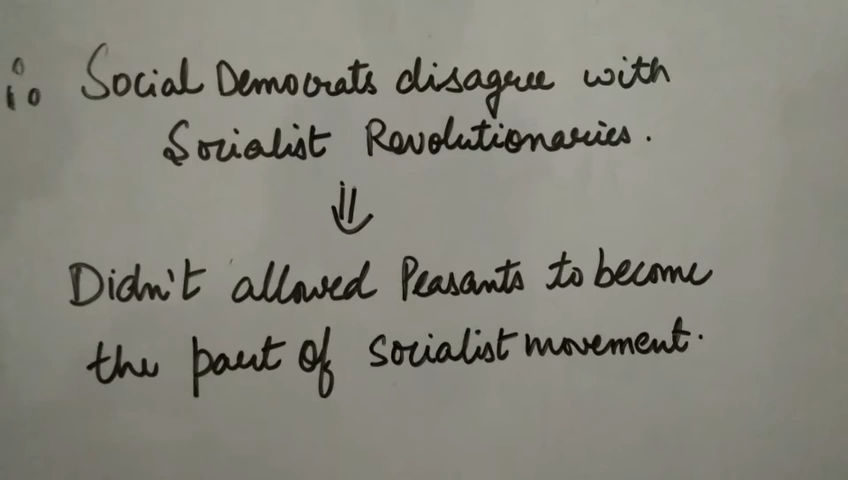 ∴ Social Democrats disagree with
Socialist Revolutionaries.
⇓
Didn't allowed Peasants to become
the part of socialist movement.